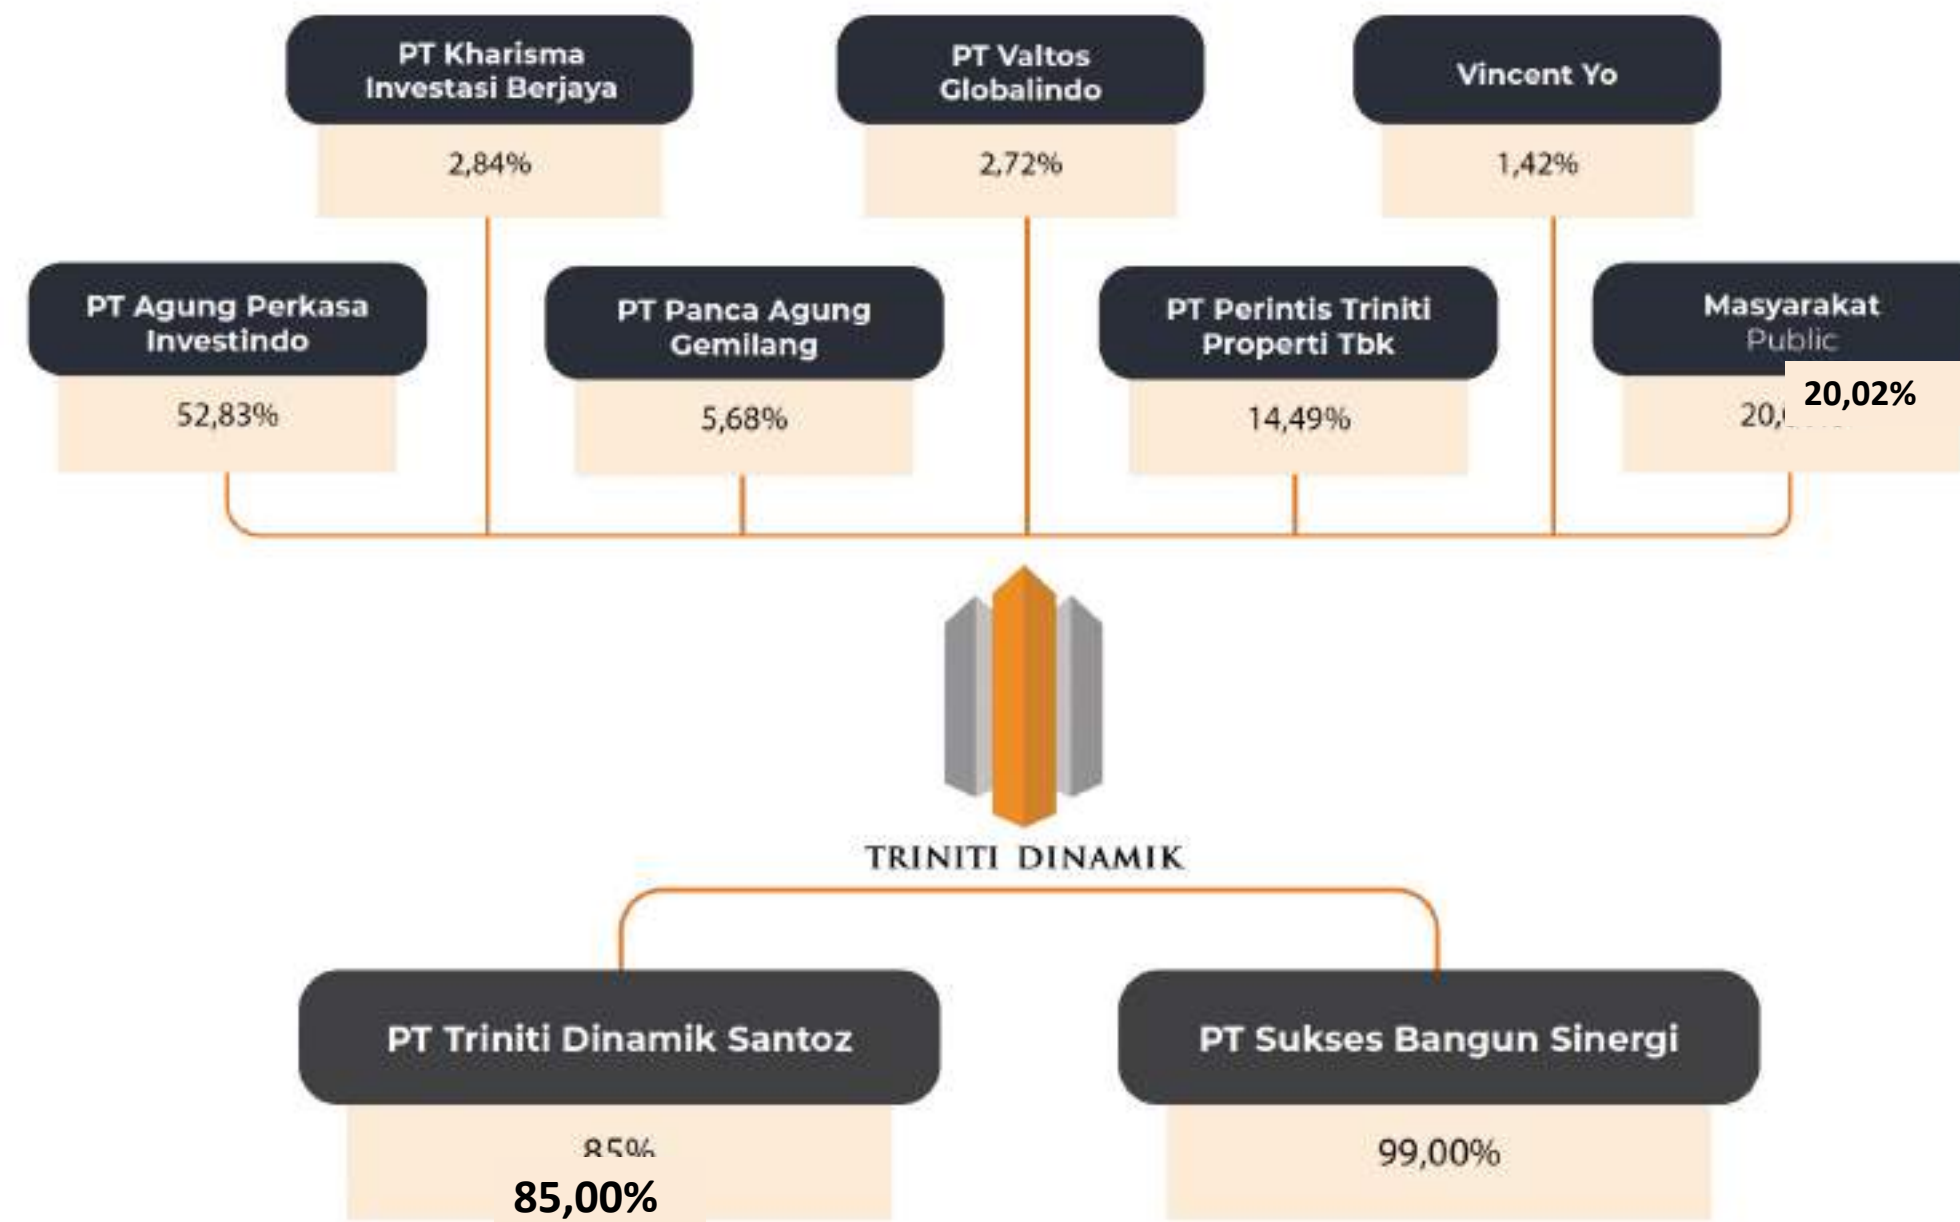 PT Kharisma
Investasi Berjaya
2,84%
PT Valtos
Globalindo
2,72%
Vincent Yo
1,42%
PT Agung Perkasa
Investindo
52,83%
PT Panca Agung
Gemilang
5,68%
PT Perintis Triniti
Properti Tbk
14,49%
Masyarakat
Public
20,02%
TRINITI DINAMIK
PT Triniti Dinamik Santoz
85%
85,00%
PT Sukses Bangun Sinergi
99,00%